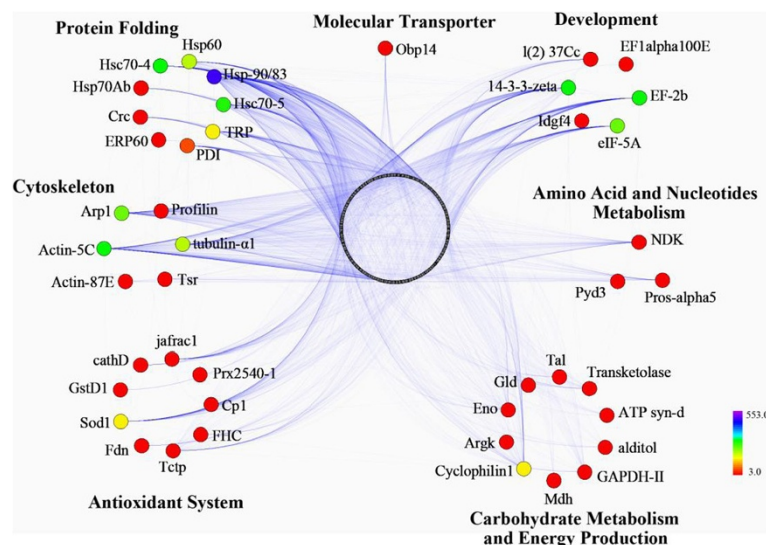 Protein Folding
Hsp60
Hsc70-4
Hsp-90/83
Hsp70Ab
Hsc70-5
Crc
TRP
ERP60
PDI
Molecular Transporter
Obp14
Development
l(2) 37Cc
EF1alpha100E
14-3-3-zeta
EF-2b
Idgf4
eIF-5A
Cytoskeleton
Arp1
Profilin
Actin-5C
tubulin-α1
Actin-87E
Tsr
Amino Acid and Nucleotides
Metabolism
NDK
Pyd3
Pros-alpha5
jafrac1
cathD
Prx2540-1
GstD1
Cp1
Sod1
FHC
Fdn
Tctp
Antioxidant System
Tal
Gld
Transketolase
Eno
ATP syn-d
Argk
alditol
Cyclophilin1
GAPDH-II
Mdh
Carbohydrate Metabolism
and Energy Production
553.0
3.0